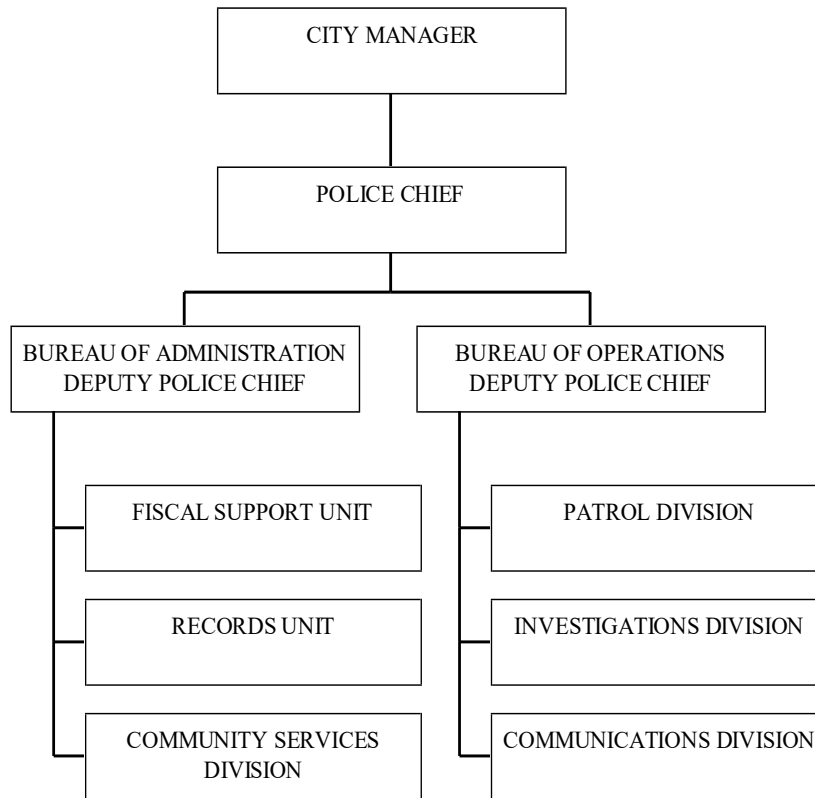 CITY MANAGER
POLICE CHIEF
BUREAU OF ADMINISTRATION
DEPUTY POLICE CHIEF
BUREAU OF OPERATIONS
DEPUTY POLICE CHIEF
FISCAL SUPPORT UNIT
RECORDS UNIT
COMMUNITY SERVICES
DIVISION
PATROL DIVISION
INVESTIGATIONS DIVISION
COMMUNICATIONS DIVISION